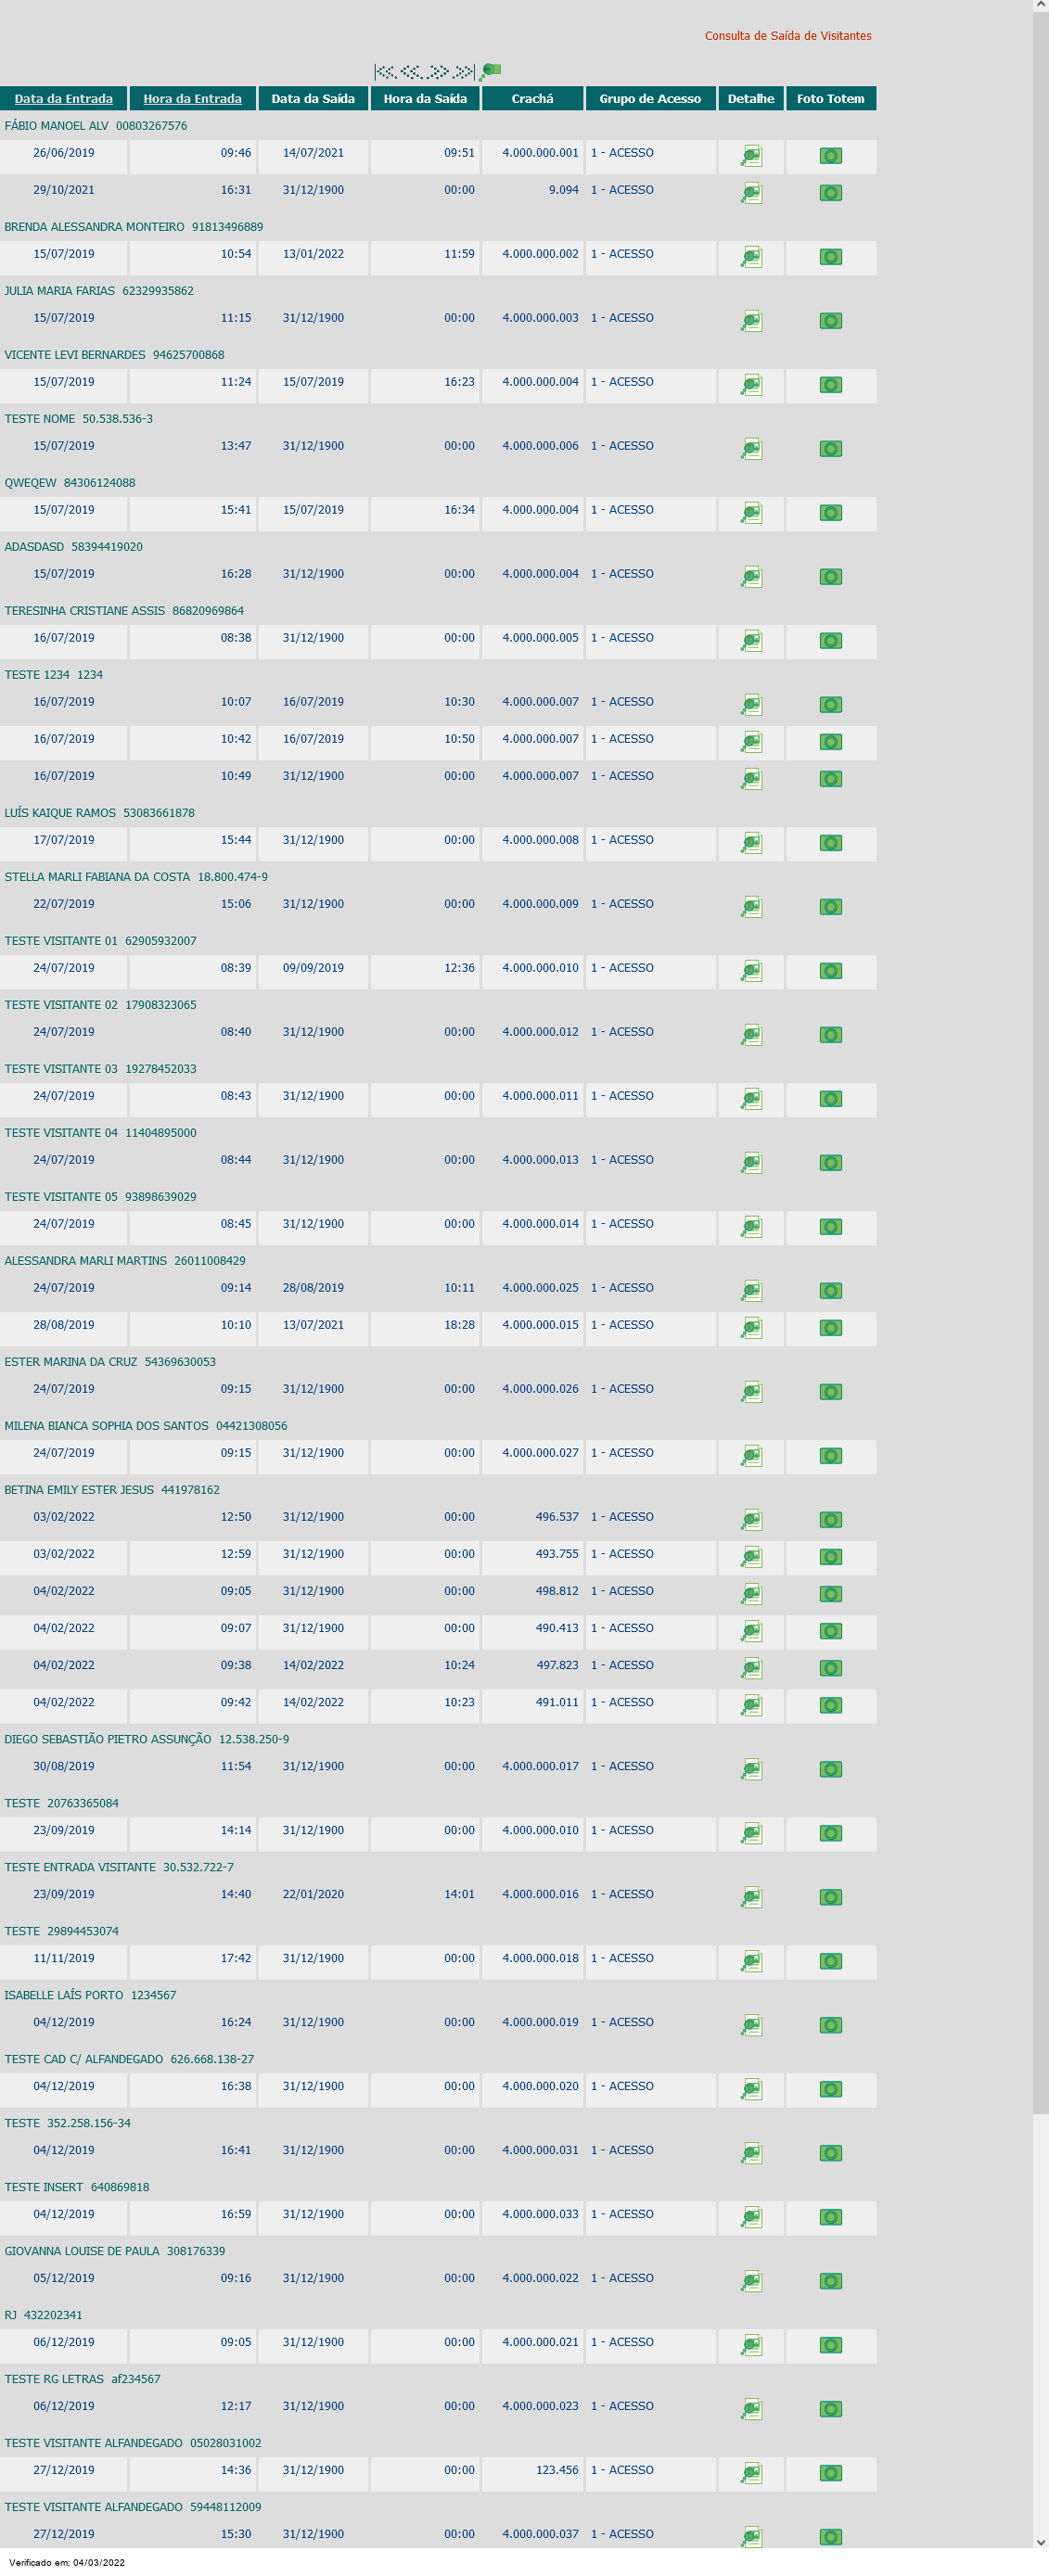 Consulta de Saída de Visitantes
|<< << >> >>|
Data da Entrada Hora da Entrada Data da Saída Hora da Saída Crachá Grupo de Acesso Detalhe Foto Totem
FÁBIO MANOEL ALV 00803267576
26/06/2019 09:46 14/07/2021 09:51 4.000.000.001 1 - ACESSO
29/10/2021 16:31 31/12/1900 00:00 9.094 1 - ACESSO
BRENDA ALESSANDRA MONTEIRO 91813496889
15/07/2019 10:54 13/01/2022 11:59 4.000.000.002 1 - ACESSO
JULIA MARIA FARIAS 62329935862
15/07/2019 11:15 31/12/1900 00:00 4.000.000.003 1 - ACESSO
VICENTE LEVI BERNARDES 94625700868
15/07/2019 11:24 15/07/2019 16:23 4.000.000.004 1 - ACESSO
TESTE NOME 50.538.536-3
15/07/2019 13:47 31/12/1900 00:00 4.000.000.006 1 - ACESSO
QWEQEW 84306124088
15/07/2019 15:41 15/07/2019 16:34 4.000.000.004 1 - ACESSO
ADASDASD 58394419020
15/07/2019 16:28 31/12/1900 00:00 4.000.000.004 1 - ACESSO
TERESINHA CRISTIANE ASSIS 86820969864
16/07/2019 08:38 31/12/1900 00:00 4.000.000.005 1 - ACESSO
TESTE 1234 1234
16/07/2019 10:07 16/07/2019 10:30 4.000.000.007 1 - ACESSO
16/07/2019 10:42 16/07/2019 10:50 4.000.000.007 1 - ACESSO
16/07/2019 10:49 31/12/1900 00:00 4.000.000.007 1 - ACESSO
LUÍS KAIQUE RAMOS 53083661878
17/07/2019 15:44 31/12/1900 00:00 4.000.000.008 1 - ACESSO
STELLA MARLI FABIANA DA COSTA 18.800.474-9
22/07/2019 15:06 31/12/1900 00:00 4.000.000.009 1 - ACESSO
TESTE VISITANTE 01 62905932007
24/07/2019 08:39 09/09/2019 12:36 4.000.000.010 1 - ACESSO
TESTE VISITANTE 02 17908323065
24/07/2019 08:40 31/12/1900 00:00 4.000.000.012 1 - ACESSO
TESTE VISITANTE 03 19278452033
24/07/2019 08:43 31/12/1900 00:00 4.000.000.011 1 - ACESSO
TESTE VISITANTE 04 11404895000
24/07/2019 08:44 31/12/1900 00:00 4.000.000.013 1 - ACESSO
TESTE VISITANTE 05 93898639029
24/07/2019 08:45 31/12/1900 00:00 4.000.000.014 1 - ACESSO
ALESSANDRA MARLI MARTINS 26011008429
24/07/2019 09:14 28/08/2019 10:11 4.000.000.025 1 - ACESSO
28/08/2019 10:10 13/07/2021 18:28 4.000.000.015 1 - ACESSO
ESTER MARINA DA CRUZ 54369630053
24/07/2019 09:15 31/12/1900 00:00 4.000.000.026 1 - ACESSO
MILENA BIANCA SOPHIA DOS SANTOS 04421308056
24/07/2019 09:15 31/12/1900 00:00 4.000.000.027 1 - ACESSO
BETINA EMILY ESTER JESUS 441978162
03/02/2022 12:50 31/12/1900 00:00 496.537 1 - ACESSO
03/02/2022 12:59 31/12/1900 00:00 493.755 1 - ACESSO
04/02/2022 09:05 31/12/1900 00:00 498.812 1 - ACESSO
04/02/2022 09:07 31/12/1900 00:00 490.413 1 - ACESSO
04/02/2022 09:38 14/02/2022 10:24 497.823 1 - ACESSO
04/02/2022 09:42 14/02/2022 10:23 491.011 1 - ACESSO
DIEGO SEBASTIÃO PIETRO ASSUNÇÃO 12.538.250-9
30/08/2019 11:54 31/12/1900 00:00 4.000.000.017 1 - ACESSO
TESTE 20763365084
23/09/2019 14:14 31/12/1900 00:00 4.000.000.010 1 - ACESSO
TESTE ENTRADA VISITANTE 30.532.722-7
23/09/2019 14:40 22/01/2020 14:01 4.000.000.016 1 - ACESSO
TESTE 29894453074
11/11/2019 17:42 31/12/1900 00:00 4.000.000.018 1 - ACESSO
ISABELLE LAÍS PORTO 1234567
04/12/2019 16:24 31/12/1900 00:00 4.000.000.019 1 - ACESSO
TESTE CAD C/ ALFANDEGADO 626.668.138-27
04/12/2019 16:38 31/12/1900 00:00 4.000.000.020 1 - ACESSO
TESTE 352.258.156-34
04/12/2019 16:41 31/12/1900 00:00 4.000.000.031 1 - ACESSO
TESTE INSERT 640869818
04/12/2019 16:59 31/12/1900 00:00 4.000.000.033 1 - ACESSO
GIOVANNA LOUISE DE PAULA 308176339
05/12/2019 09:16 31/12/1900 00:00 4.000.000.022 1 - ACESSO
RJ 432202341
06/12/2019 09:05 31/12/1900 00:00 4.000.000.021 1 - ACESSO
TESTE RG LETRAS af234567
06/12/2019 12:17 31/12/1900 00:00 4.000.000.023 1 - ACESSO
TESTE VISITANTE ALFANDEGADO 05028031002
27/12/2019 14:36 31/12/1900 00:00 123.456 1 - ACESSO
TESTE VISITANTE ALFANDEGADO 59448112009
27/12/2019 15:30 31/12/1900 00:00 4.000.000.037 1 - ACESSO
Verificado em: 04/03/2022